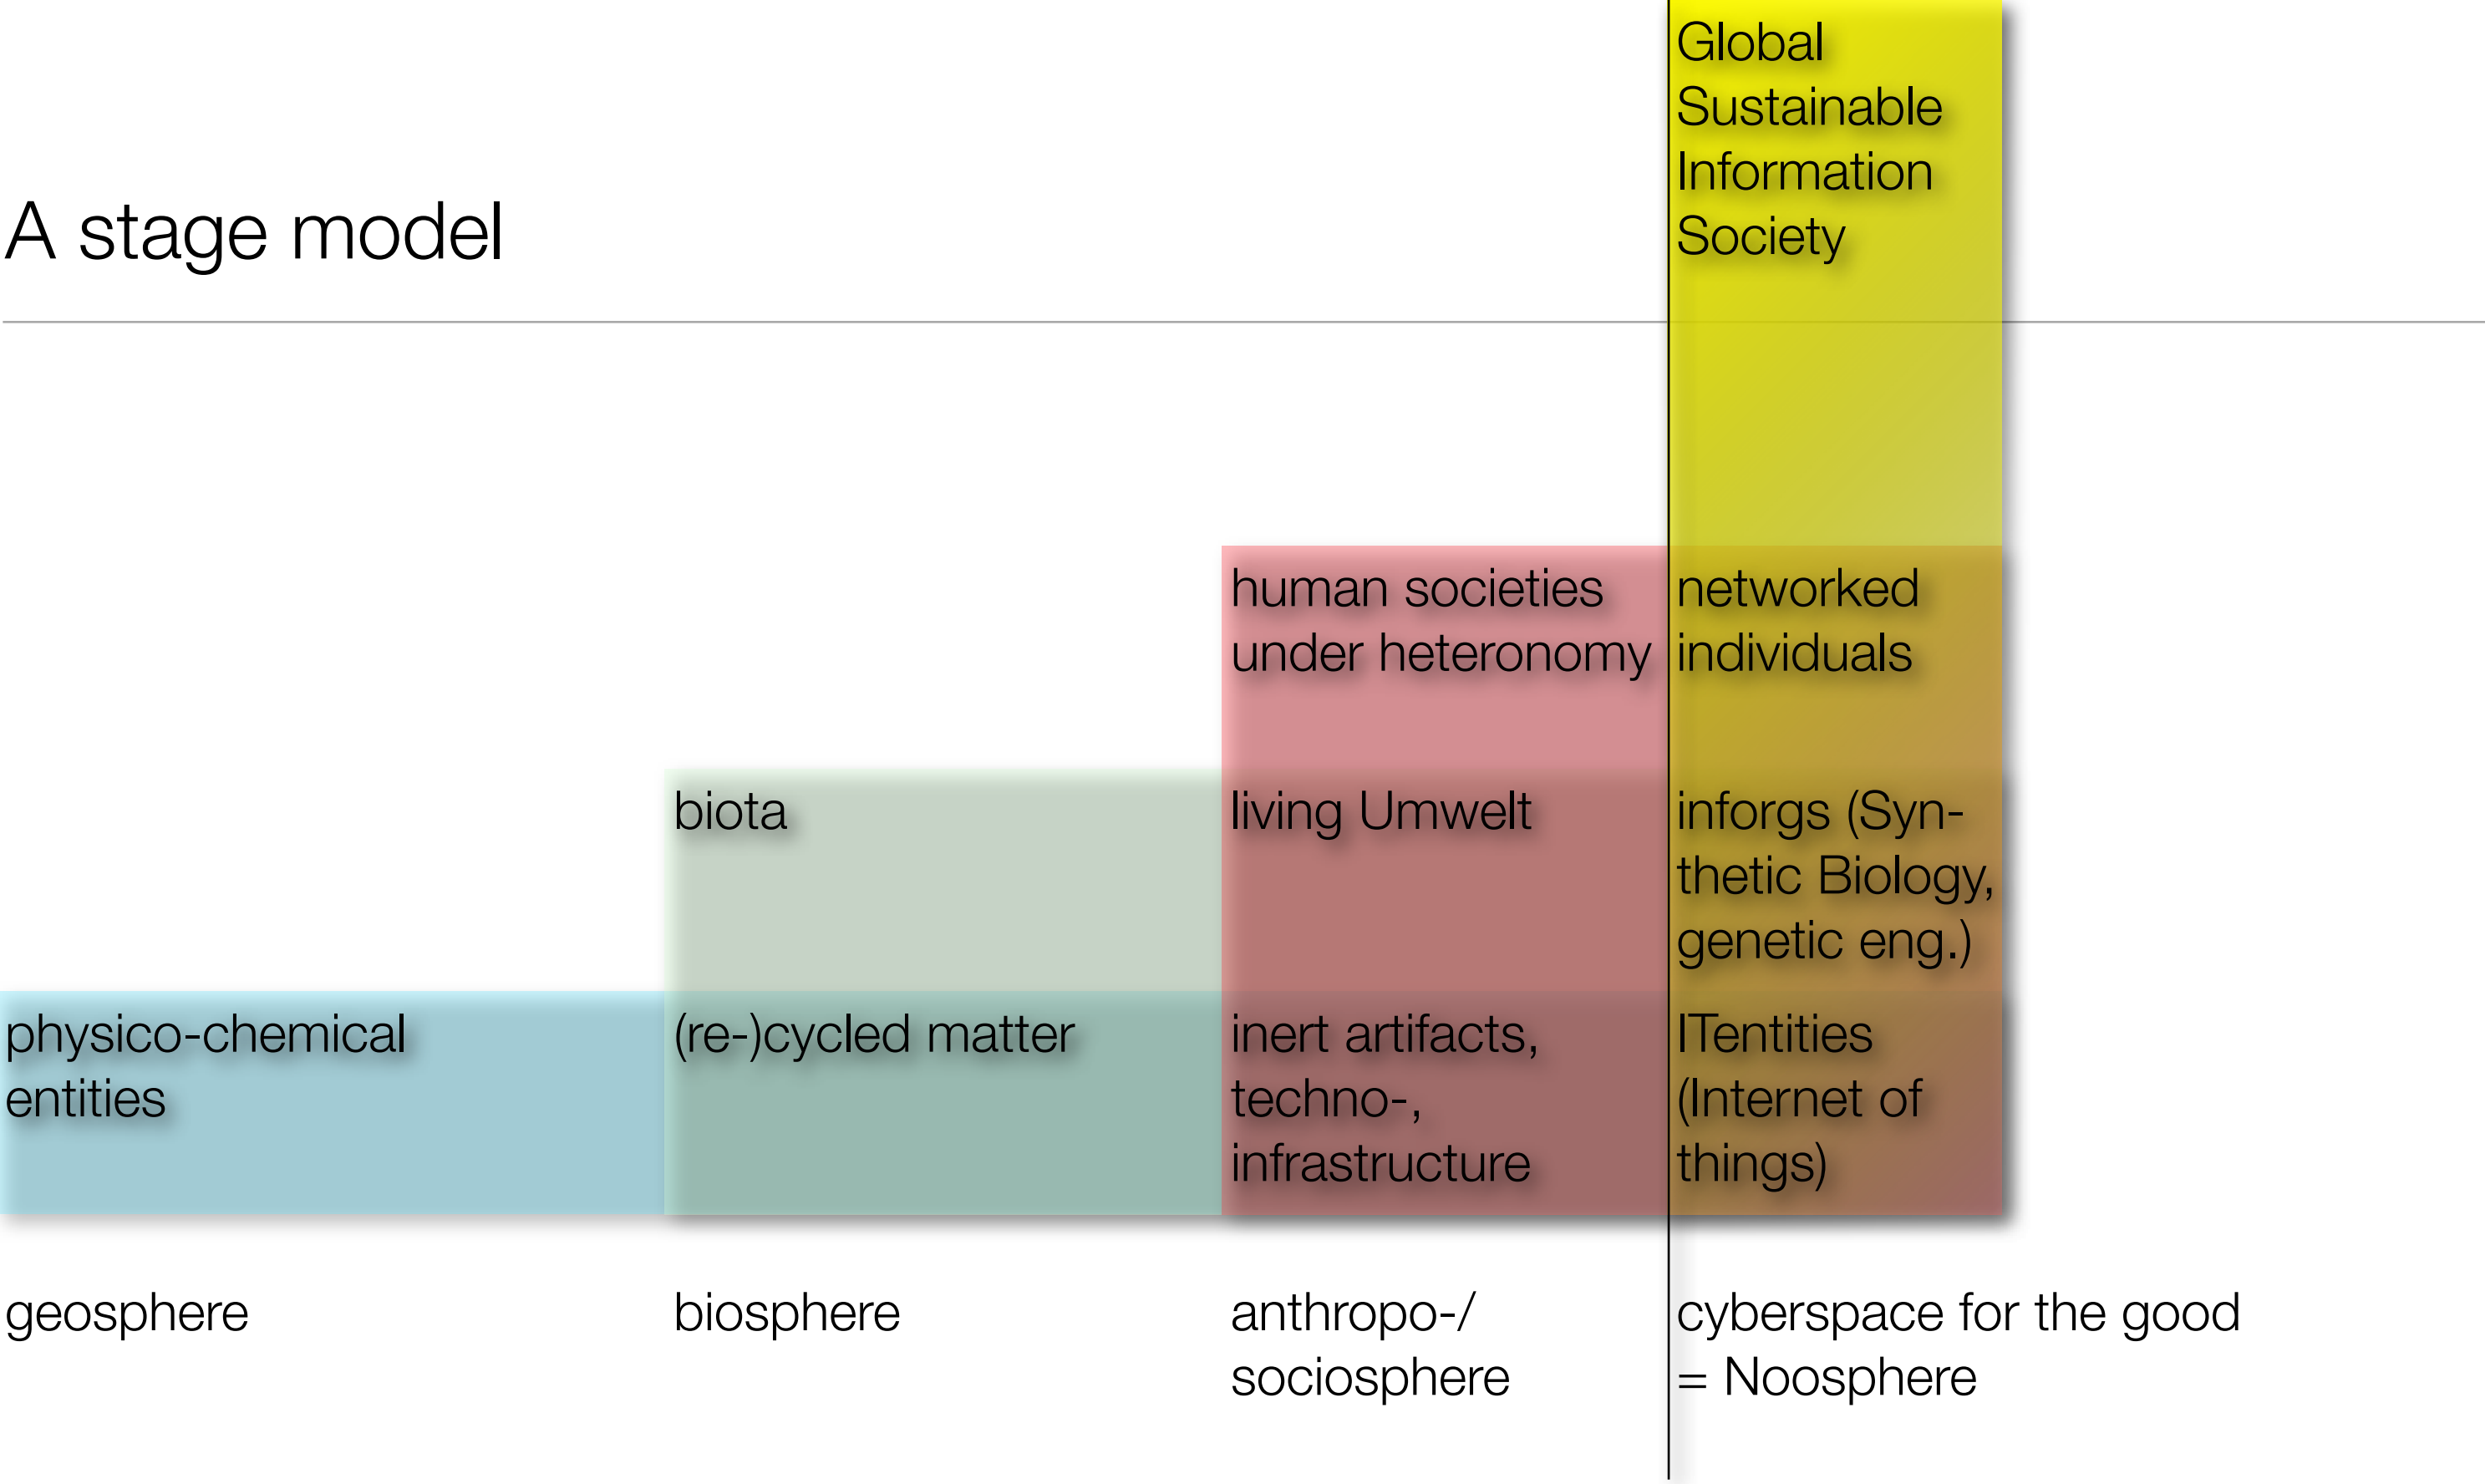 Global
Sustainable
Information
Society
A stage model
human societies
under heteronomy
networked
individuals
biota
living Umwelt
inforgs (Syn-
thetic Biology,
genetic eng.)
physico-chemical
entities
(re-)cycled matter
inert artifacts,
techno-,
infrastructure
ITentities
(Internet of
things)
geosphere
biosphere
anthropo-/
sociosphere
cyberspace for the good
= Noosphere